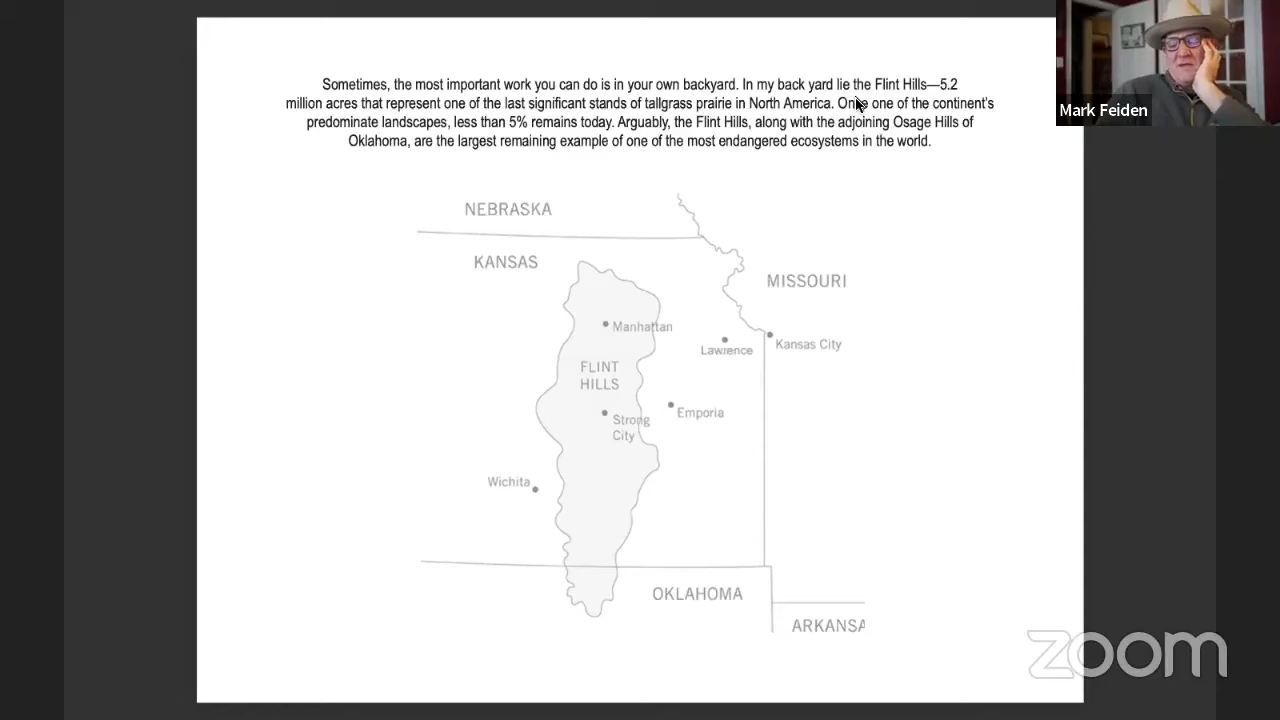 Sometimes, the most important work you can do is in your own backyard. In my back yard lie the Flint Hills—5.2
million acres that represent one of the last significant stands of tallgrass prairie in North America. Once one of the continent's
predominate landscapes, less than 5% remains today. Arguably, the Flint Hills, along with the adjoining Osage Hills of
Oklahoma, are the largest remaining example of one of the most endangered ecosystems in the world.
Mark Feiden
NEBRASKA
KANSAS
MISSOURI
Manhattan
Lawrence
Kansas City
FLINT
HILLS
Strong
City
Emporia
Wichita
OKLAHOMA
ARKANSA
zoom